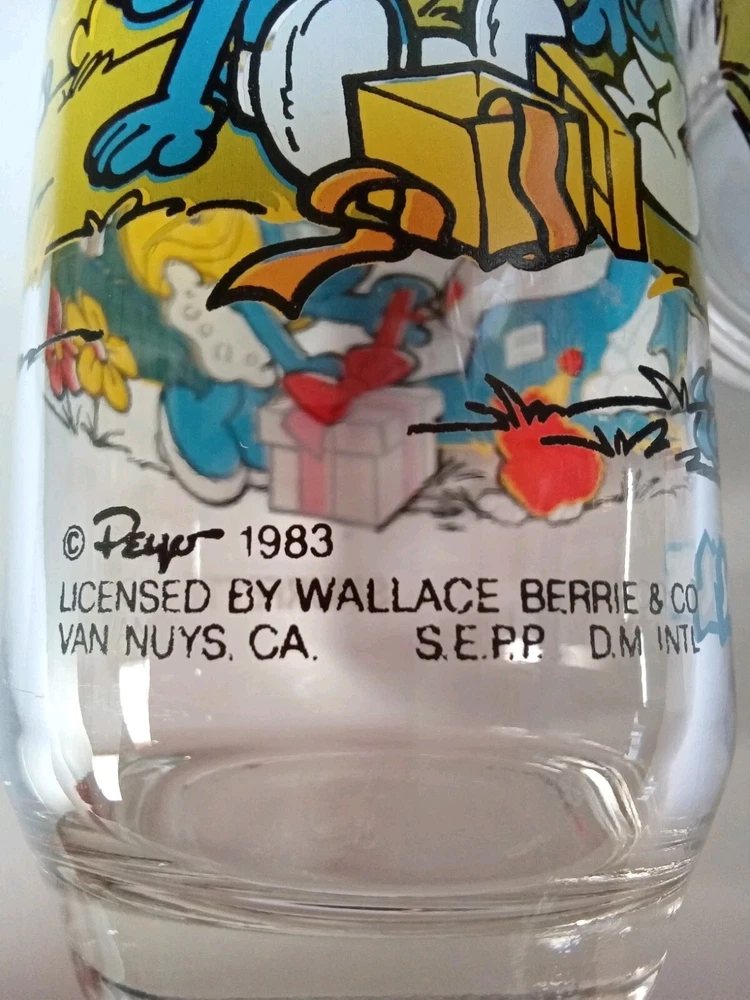 © Peyo 1983
LICENSED BY WALLACE BERRIE & CO
VAN NUYS, CA. S.E.P.P. D.M INTL